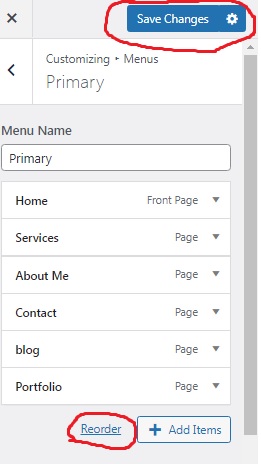 Save Changes
Customizing ▸ Menus
Primary
Menu Name
Primary
Home Front Page
Services Page
About Me Page
Contact Page
blog Page
Portfolio Page
Reorder + Add Items